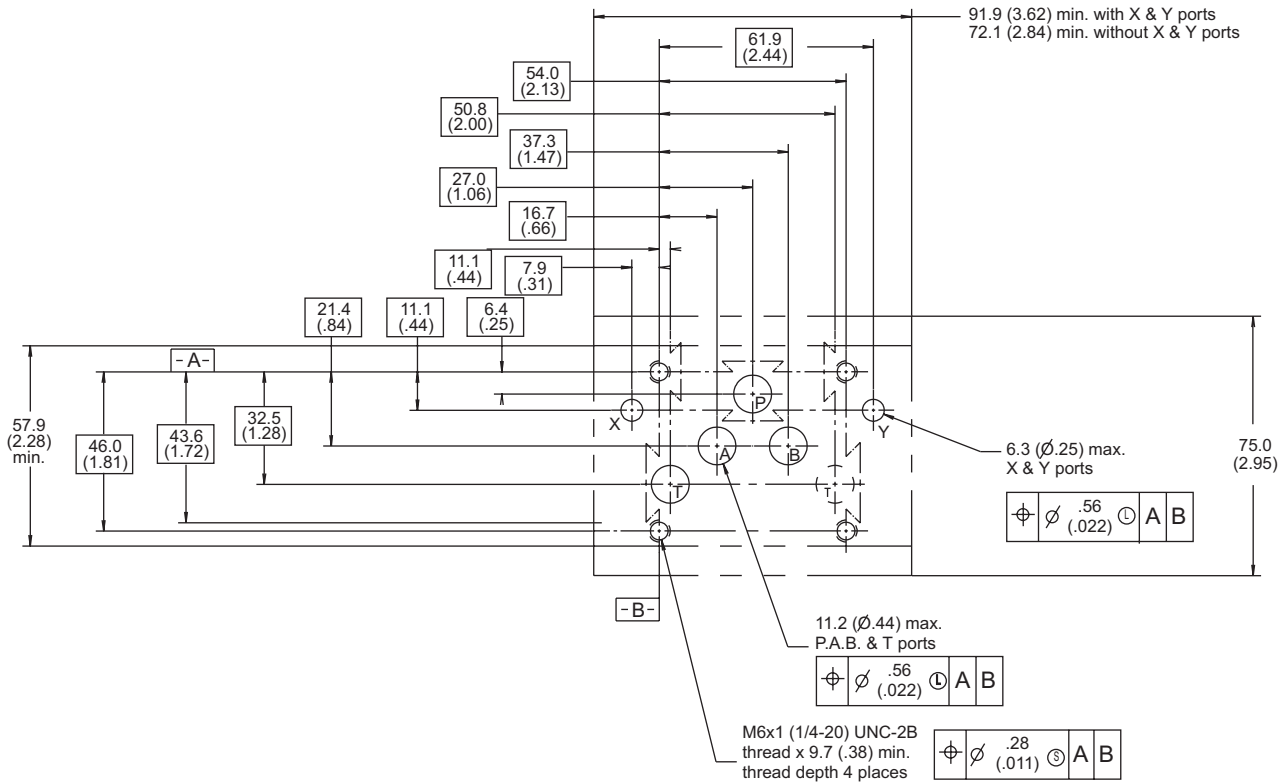 91.9 (3.62) min. with X & Y ports
72.1 (2.84) min. without X & Y ports
61.9
(2.44)
54.0
(2.13)
50.8
(2.00)
37.3
(1.47)
27.0
(1.06)
16.7
(.66)
11.1
(.44)
7.9
(.31)
21.4
(.84)
11.1
(.44)
6.4
(.25)
-A-
57.9
(2.28)
min.
46.0
(1.81)
43.6
(1.72)
32.5
(1.28)
X
P
Y
A
B
T
T
6.3 (Ø.25) max.
X & Y ports
⌖ Ø .56 (.022) Ⓛ A B
75.0
(2.95)
-B-
11.2 (Ø.44) max.
P.A.B. & T ports
⌖ Ø .56 (.022) Ⓛ A B
M6x1 (1/4-20) UNC-2B
thread x 9.7 (.38) min.
thread depth 4 places
⌖ Ø .28 (.011) Ⓢ A B